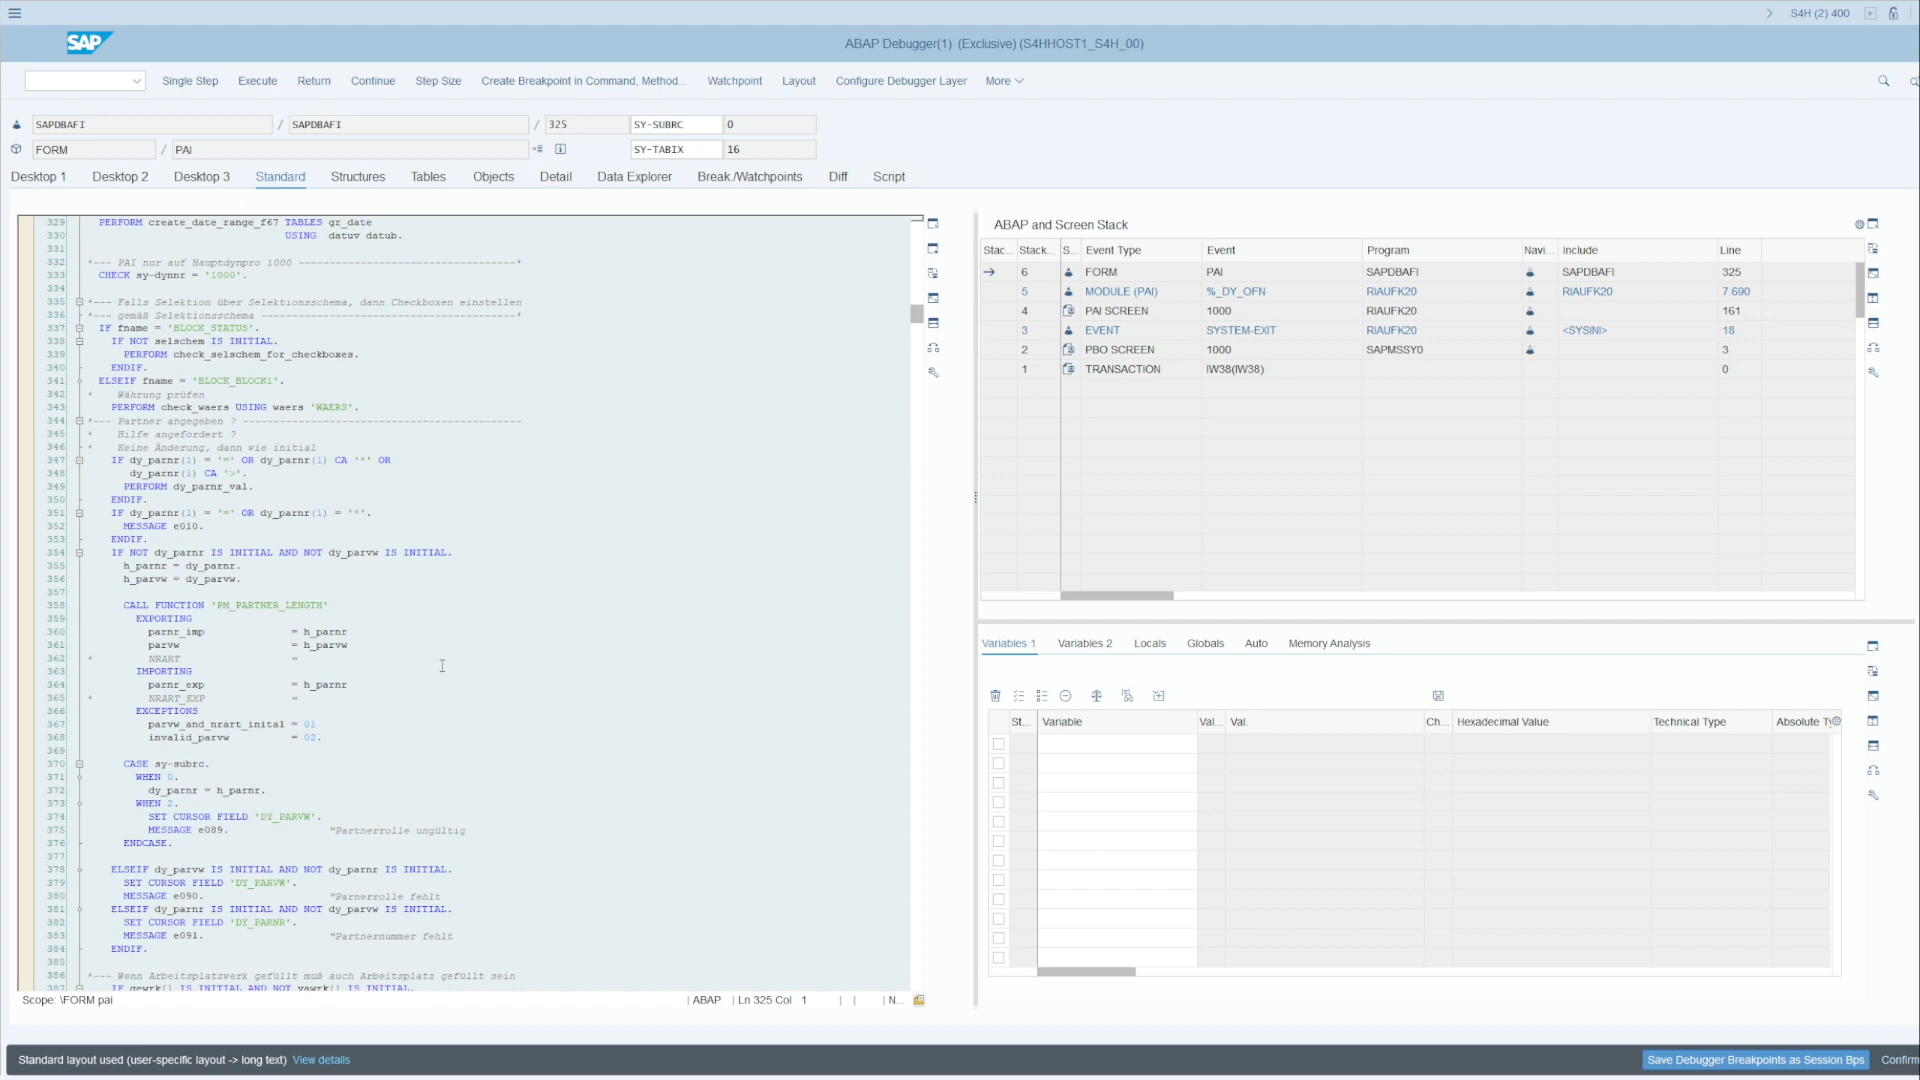 S4H (2) 400
SAP
ABAP Debugger(1) (Exclusive) (S4HHOST1_S4H_00)
Single Step Execute Return Continue Step Size Create Breakpoint in Command, Method... Watchpoint Layout Configure Debugger Layer More
SAPDBAFI / SAPDBAFI / 325 SY-SUBRC 0
FORM / PAI SY-TABIX 16
Desktop 1 Desktop 2 Desktop 3 Standard Structures Tables Objects Detail Data Explorer Break./Watchpoints Diff Script
329 PERFORM create_date_range_f67 TABLES gr_date
330 USING datuv datub.
331
332 *--- PAI nur auf Hauptdynpro 1000 ------------------------------------*
333 CHECK sy-dynnr = '1000'.
334
335 *--- Falls Selektion über Selektionsschema, dann Checkboxen einstellen
336 *--- gemäß Selektionsschema ------------------------------------------*
337 IF fname = 'BLOCK_STATUS'.
338 IF NOT selschem IS INITIAL.
339 PERFORM check_selschem_for_checkboxes.
340 ENDIF.
341 ELSEIF fname = 'BLOCK_BLOCK1'.
342 * Währung prüfen
343 PERFORM check_waers USING waers 'WAERS'.
344 *--- Partner angegeben ? ---------------------------------------------
345 * Hilfe angefordert ?
346 * Keine Änderung, dann wie initial
347 IF dy_parnr(1) = '=' OR dy_parnr(1) CA '*' OR
348 dy_parnr(1) CA '>'.
349 PERFORM dy_parnr_val.
350 ENDIF.
351 IF dy_parnr(1) = '=' OR dy_parnr(1) = '*'.
352 MESSAGE e010.
353 ENDIF.
354 IF NOT dy_parnr IS INITIAL AND NOT dy_parvw IS INITIAL.
355 h_parnr = dy_parnr.
356 h_parvw = dy_parvw.
357
358 CALL FUNCTION 'PM_PARTNER_LENGTH'
359 EXPORTING
360 parnr_imp = h_parnr
361 parvw = h_parvw
362 * NRART =
363 IMPORTING
364 parnr_exp = h_parnr
365 * NRART_EXP =
366 EXCEPTIONS
367 parvw_and_nrart_inital = 01
368 invalid_parvw = 02.
369
370 CASE sy-subrc.
371 WHEN 0.
372 dy_parnr = h_parnr.
373 WHEN 2.
374 SET CURSOR FIELD 'DY_PARVW'.
375 MESSAGE e089. "Partnerrolle ungültig
376 ENDCASE.
377
378 ELSEIF dy_parvw IS INITIAL AND NOT dy_parnr IS INITIAL.
379 SET CURSOR FIELD 'DY_PARVW'.
380 MESSAGE e090. "Parnerrolle fehlt
381 ELSEIF dy_parnr IS INITIAL AND NOT dy_parvw IS INITIAL.
382 SET CURSOR FIELD 'DY_PARNR'.
383 MESSAGE e091. "Partnernummer fehlt
384 ENDIF.
385
386 *--- Wenn Arbeitsplatswerk gefüllt muß auch Arbeitsplats gefüllt sein
387 IF gewrk[] IS INITIAL AND NOT vawrk[] IS INITIAL.
Scope: \FORM pai | ABAP | Ln 325 Col 1 | | | N...
ABAP and Screen Stack
Stac... Stack... S... Event Type Event Program Navi... Include Line
6 FORM PAI SAPDBAFI SAPDBAFI 325
5 MODULE (PAI) %_DY_OFN RIAUFK20 RIAUFK20 7.690
4 PAI SCREEN 1000 RIAUFK20 161
3 EVENT SYSTEM-EXIT RIAUFK20 <SYSINI> 18
2 PBO SCREEN 1000 SAPMSSY0 3
1 TRANSACTION IW38(IW38) 0
Variables 1 Variables 2 Locals Globals Auto Memory Analysis
St... Variable Val... Val. Ch... Hexadecimal Value Technical Type Absolute Ty
Standard layout used (user-specific layout -> long text) View details
Save Debugger Breakpoints as Session Bps Confirm